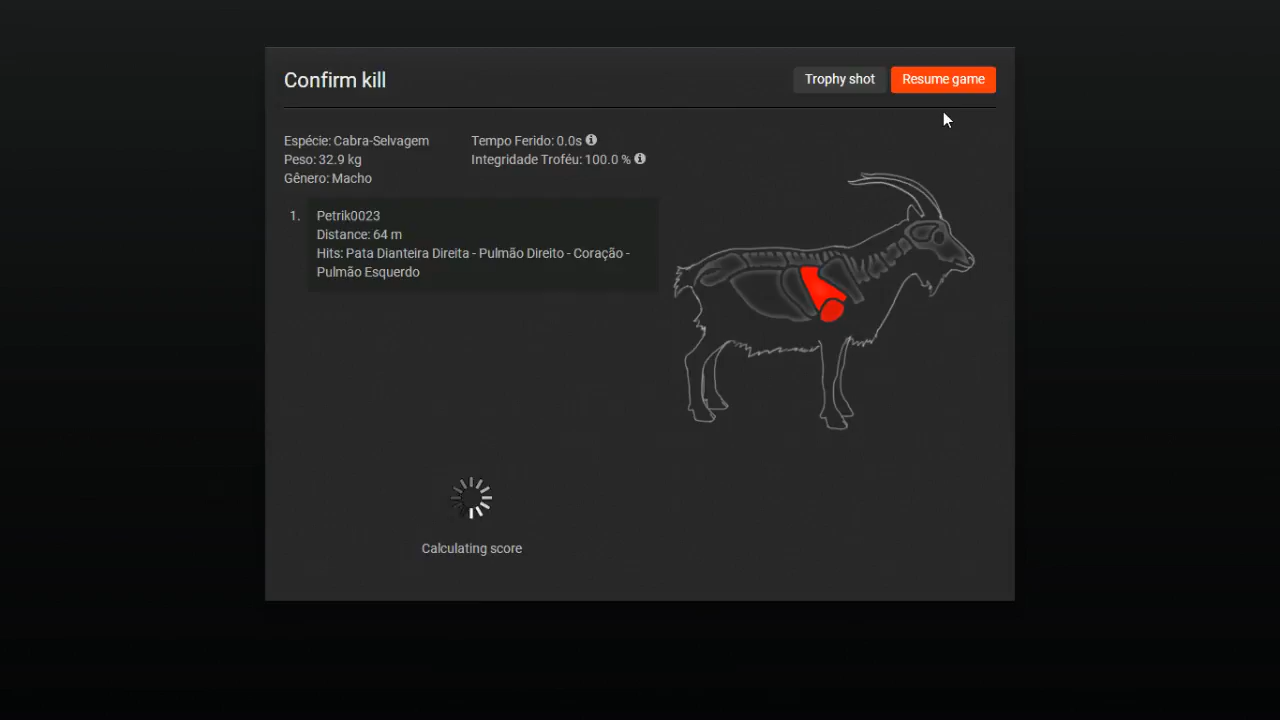 Confirm kill
Trophy shot
Resume game
Espécie: Cabra-Selvagem
Peso: 32.9 kg
Gênero: Macho
Tempo Ferido: 0.0s
Integridade Troféu: 100.0 %
1.
Petrik0023
Distance: 64 m
Hits: Pata Dianteira Direita - Pulmão Direito - Coração -
Pulmão Esquerdo
Calculating score